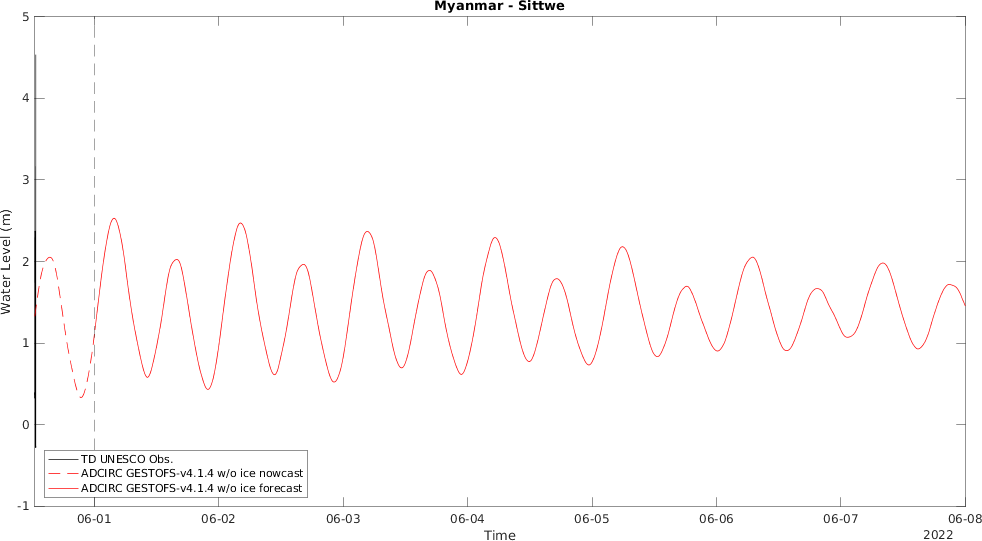 Myanmar - Sittwe
5
4
3
2
1
0
-1
Water Level (m)
TD UNESCO Obs.
ADCIRC GESTOFS-v4.1.4 w/o ice nowcast
ADCIRC GESTOFS-v4.1.4 w/o ice forecast
06-01 06-02 06-03 06-04 06-05 06-06 06-07 06-08
Time
2022